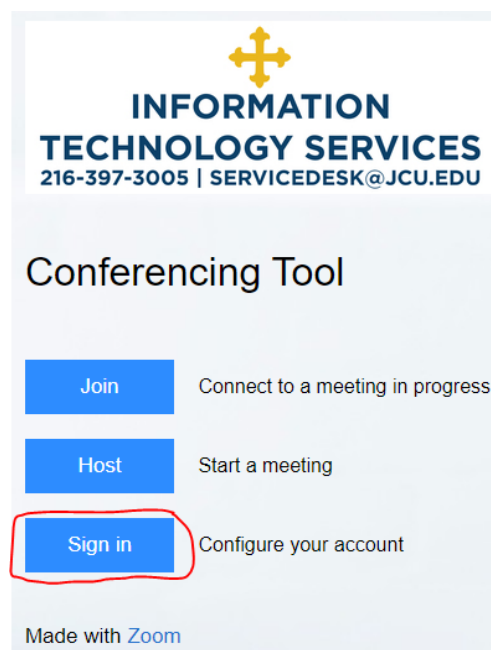 INFORMATION
TECHNOLOGY SERVICES
216-397-3005 | SERVICEDESK@JCU.EDU
Conferencing Tool
Join Connect to a meeting in progress
Host Start a meeting
Sign in Configure your account
Made with Zoom